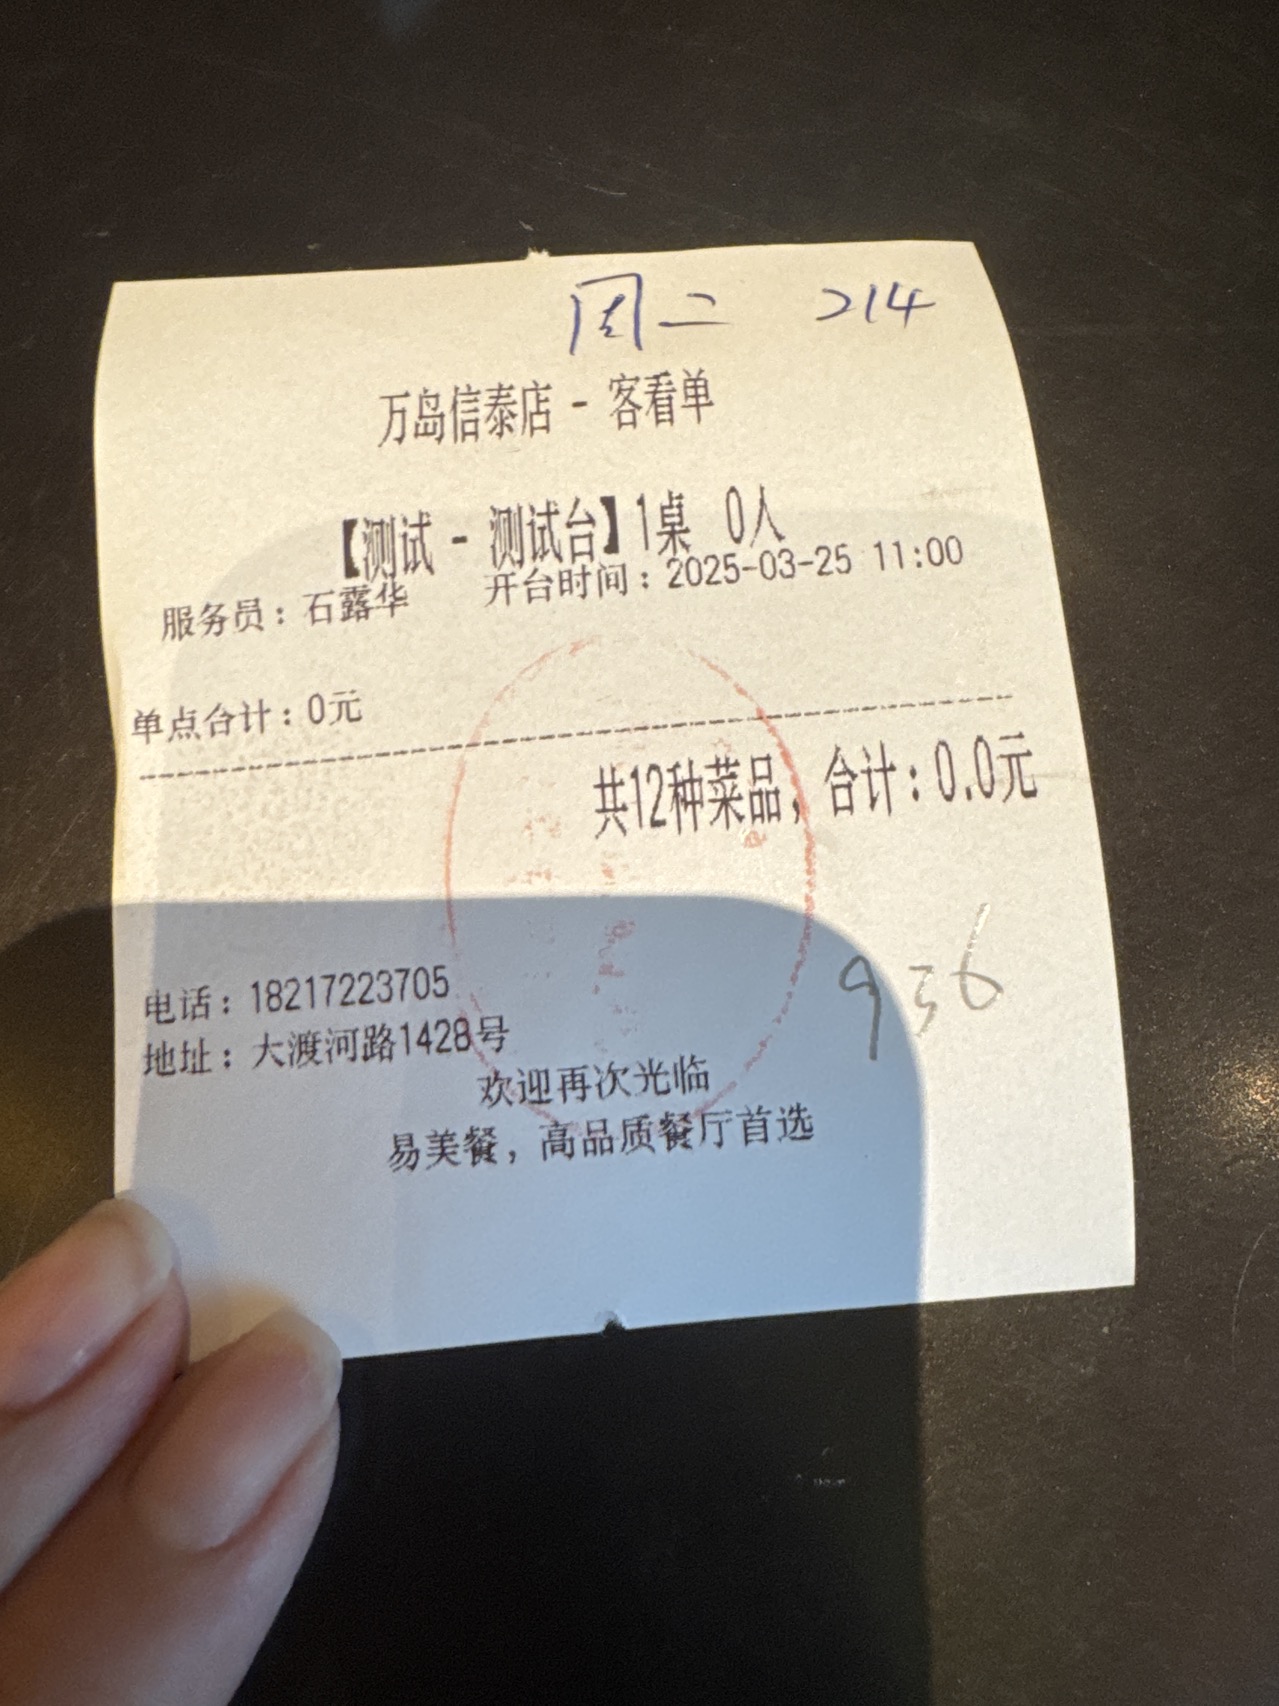 周二 214
万岛信泰店 - 客看单
【测试 - 测试台】1桌 0人
服务员：石露华 开台时间：2025-03-25 11:00
单点合计：0元
共12种菜品，合计：0.0元
936
电话：18217223705
地址：大渡河路1428号
欢迎再次光临
易美餐，高品质餐厅首选